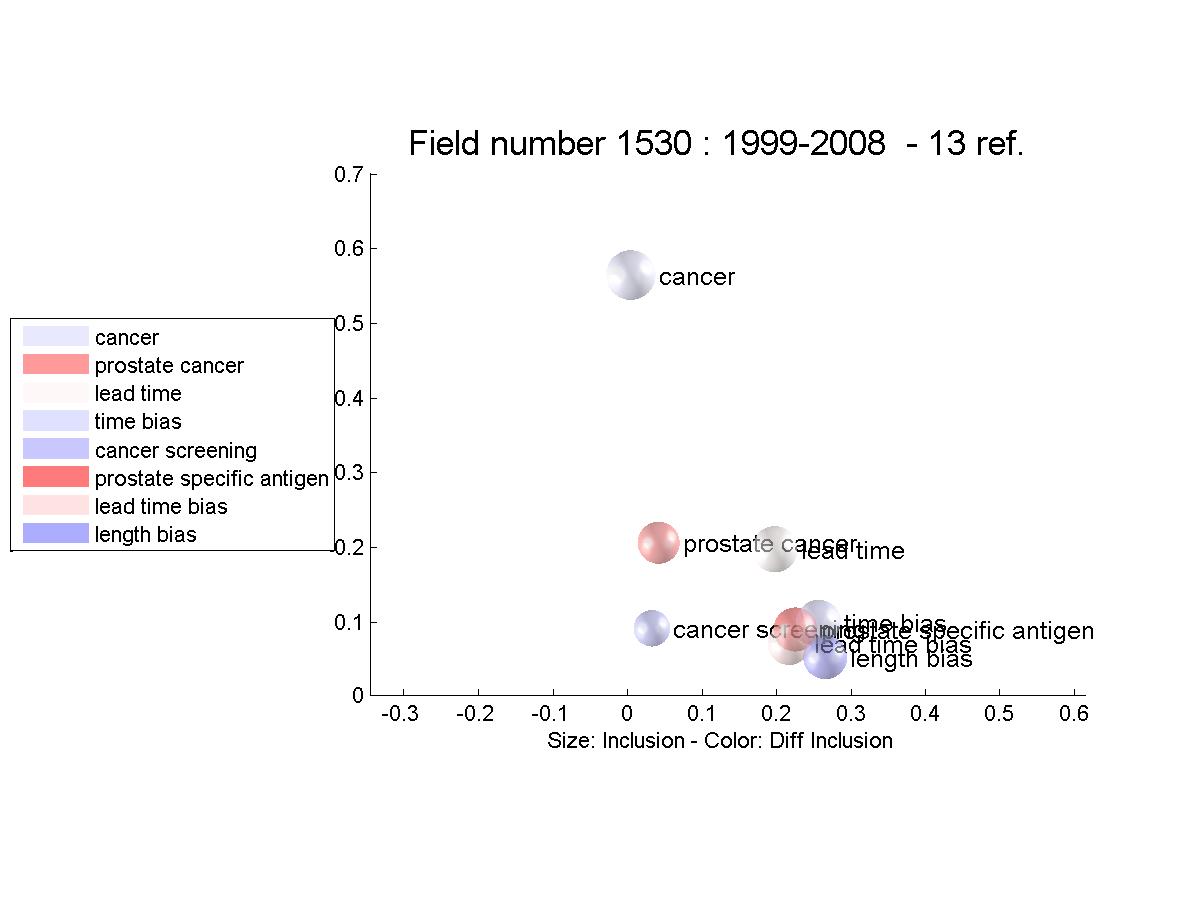 Field number 1530 : 1999-2008  - 13 ref.
0.7
0.6
0.5
0.4
0.3
0.2
0.1
0
cancer
prostate cancer
lead time
time bias
cancer screening
prostate specific antigen
lead time bias
length bias
cancer
prostate cancer
lead time
time bias
cancer screening
prostate specific antigen
lead time bias
length bias
-0.3 -0.2 -0.1 0 0.1 0.2 0.3 0.4 0.5 0.6
Size: Inclusion - Color: Diff Inclusion